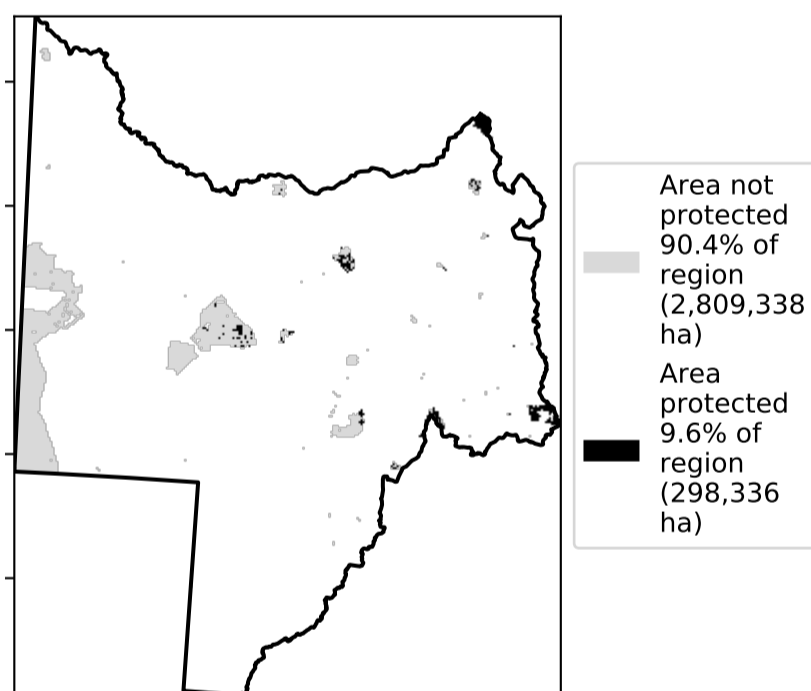 Area not
protected
90.4% of
region
(2,809,338
ha)
Area
protected
9.6% of
region
(298,336
ha)